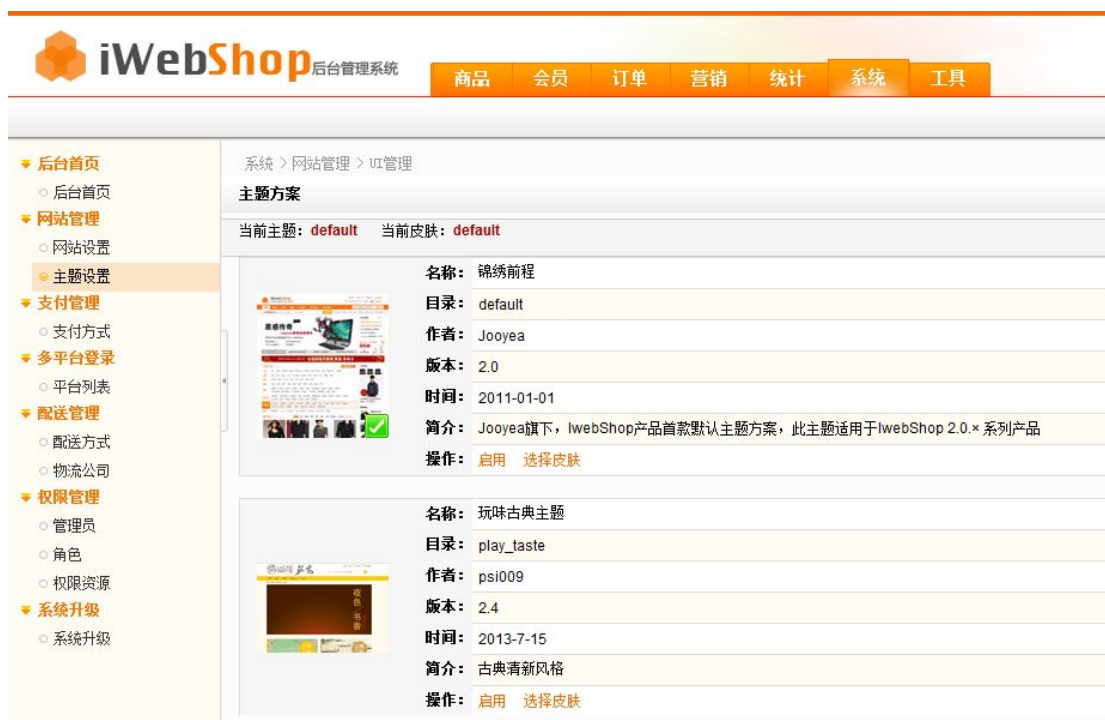 iWebShop后台管理系统
商品 会员 订单 营销 统计 系统 工具
后台首页
后台首页
网站管理
网站设置
主题设置
支付管理
支付方式
多平台登录
平台列表
配送管理
配送方式
物流公司
权限管理
管理员
角色
权限资源
系统升级
系统升级
系统 > 网站管理 > UI管理
主题方案
当前主题：default 当前皮肤：default
名称： 锦绣前程
目录： default
作者： Jooyea
版本： 2.0
时间： 2011-01-01
简介： Jooyea旗下，IwebShop产品首款默认主题方案，此主题适用于IwebShop 2.0.× 系列产品
操作： 启用 选择皮肤
质感传奇
名称： 玩味古典主题
目录： play_taste
作者： psi009
版本： 2.4
时间： 2013-7-15
简介： 古典清新风格
操作： 启用 选择皮肤
夜色
书香